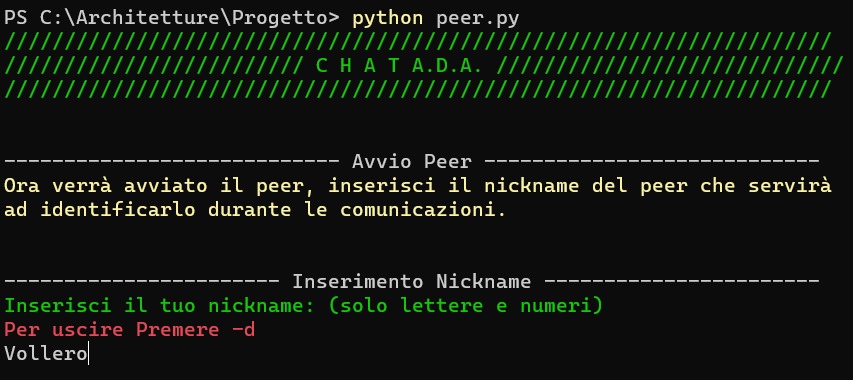 PS C:\Architetture\Progetto> python peer.py
/////////////////////////////////////////////////////////////////////
///////////////////////// C H A T A.D.A. /////////////////////////////
/////////////////////////////////////////////////////////////////////
---------------------------- Avvio Peer ----------------------------
Ora verrà avviato il peer, inserisci il nickname del peer che servirà
ad identificarlo durante le comunicazioni.
----------------------- Inserimento Nickname -----------------------
Inserisci il tuo nickname: (solo lettere e numeri)
Per uscire Premere -d
Vollero